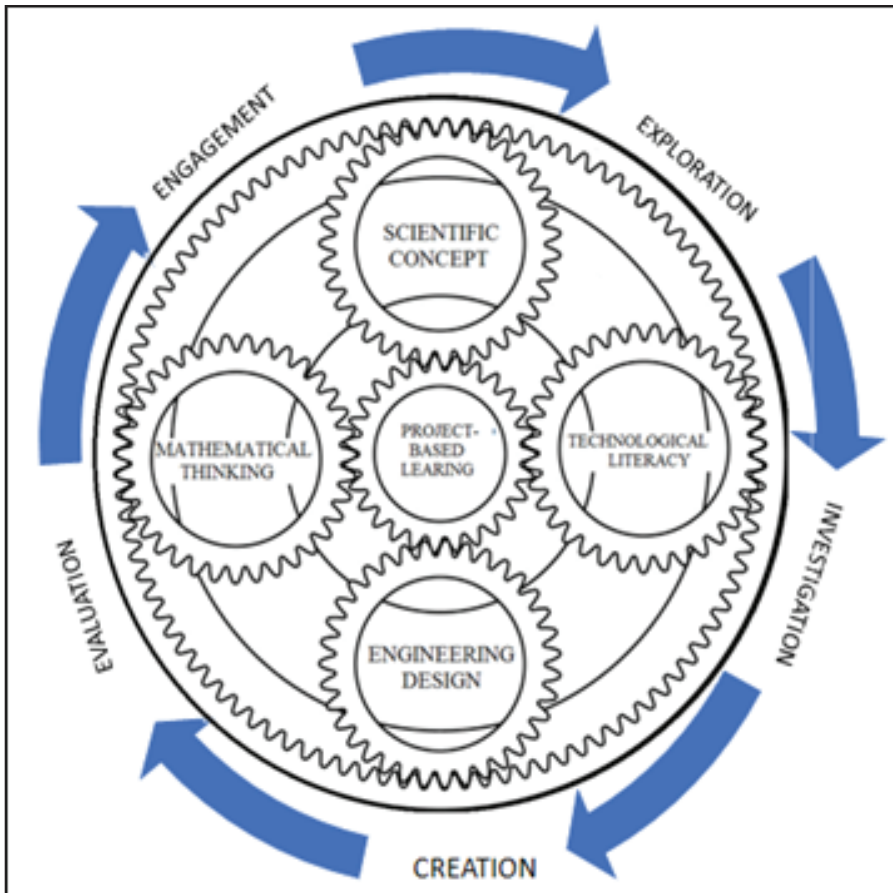 ENGAGEMENT
EXPLORATION
SCIENTIFIC
CONCEPT
MATHEMATICAL
THINKING
PROJECT-
BASED
LEARING
TECHNOLOGICAL
LITERACY
ENGINEERING
DESIGN
EVALUATION
INVESTIGATION
CREATION